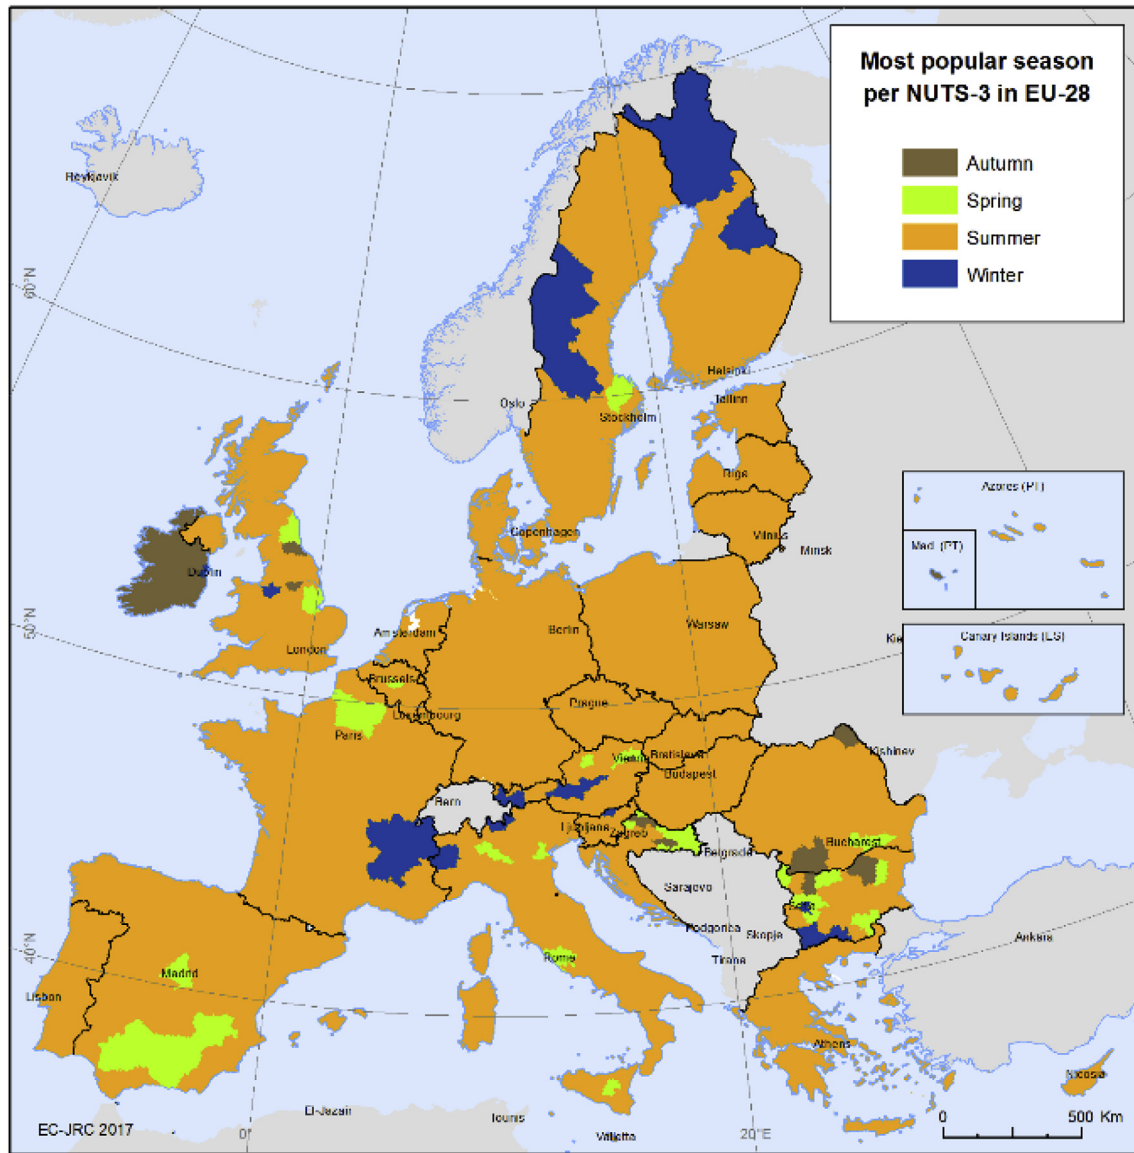 Most popular season
per NUTS-3 in EU-28
Autumn
Spring
Summer
Winter
Reykjavik
60°N
Helsinki
Oslo
Tallinn
Stockholm
Riga
Azores (PT)
Copenhagen
Vilnius
Minsk
Mad. (PT)
Dublin
50°N
Amsterdam
Berlin
Warsaw
Canary Islands (ES)
London
Brussels
Prague
Luxembourg
Paris
Kishinev
Vienna
Bratislava
Budapest
Bern
Ljubljana
Zagreb
Bucharest
Belgrade
Sarajevo
40°N
Podgorica
Skopje
Ankara
Rome
Tirana
Madrid
Lisbon
Athens
Nicosia
El-Jazair
Tounis
Valjetta
0
500 Km
EC-JRC 2017
0°
20°E